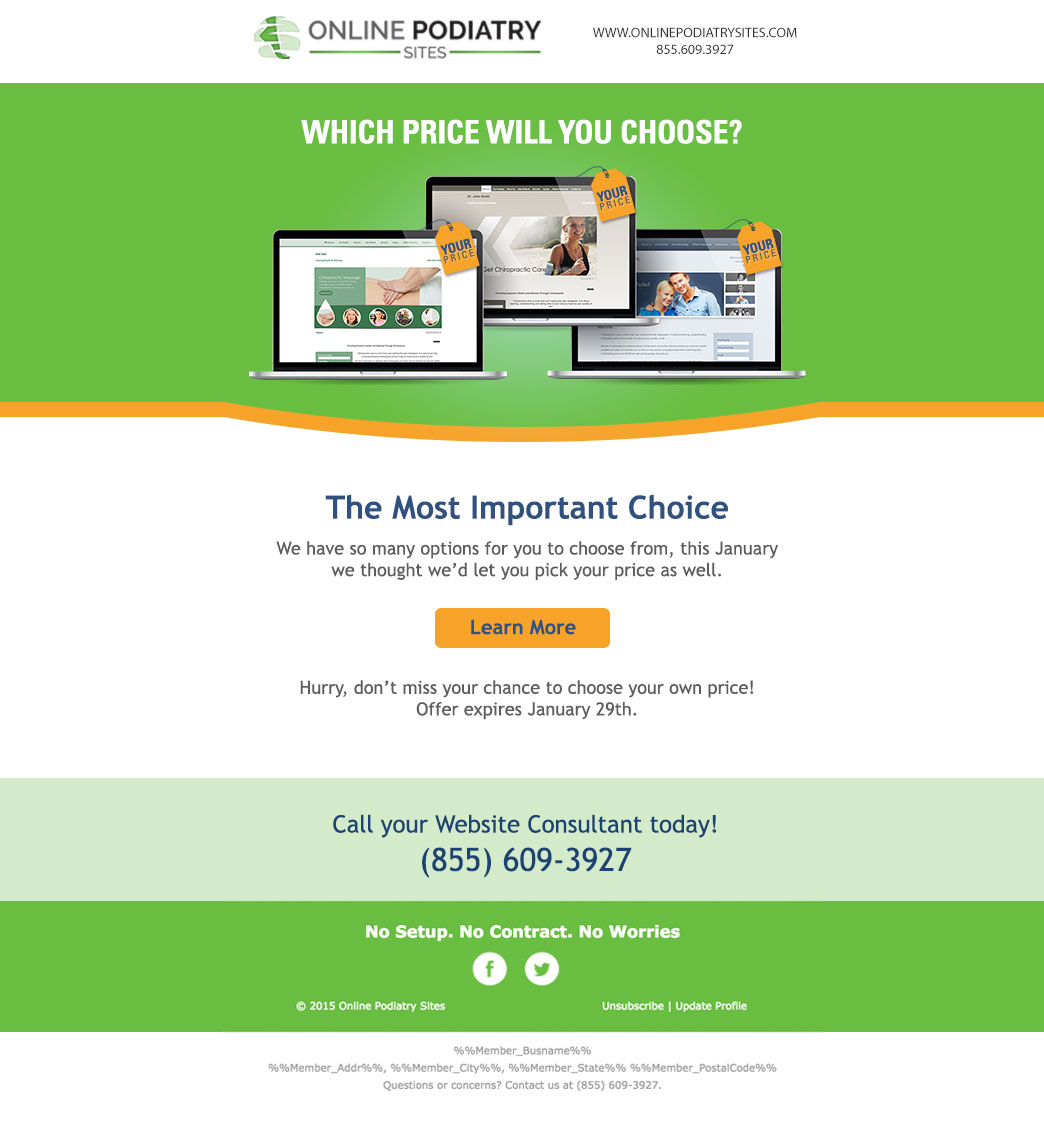 ONLINE PODIATRY
SITES
WWW.ONLINEPODIATRYSITES.COM
855.609.3927
WHICH PRICE WILL YOU CHOOSE?
YOUR
PRICE
YOUR
PRICE
YOUR
PRICE
Get Chiropractic Care
The Most Important Choice
We have so many options for you to choose from, this January
we thought we’d let you pick your price as well.
Learn More
Hurry, don’t miss your chance to choose your own price!
Offer expires January 29th.
Call your Website Consultant today!
(855) 609-3927
No Setup. No Contract. No Worries
© 2015 Online Podiatry Sites
Unsubscribe | Update Profile
%%Member_Busname%%
%%Member_Addr%%, %%Member_City%%, %%Member_State%% %%Member_PostalCode%%
Questions or concerns? Contact us at (855) 609-3927.